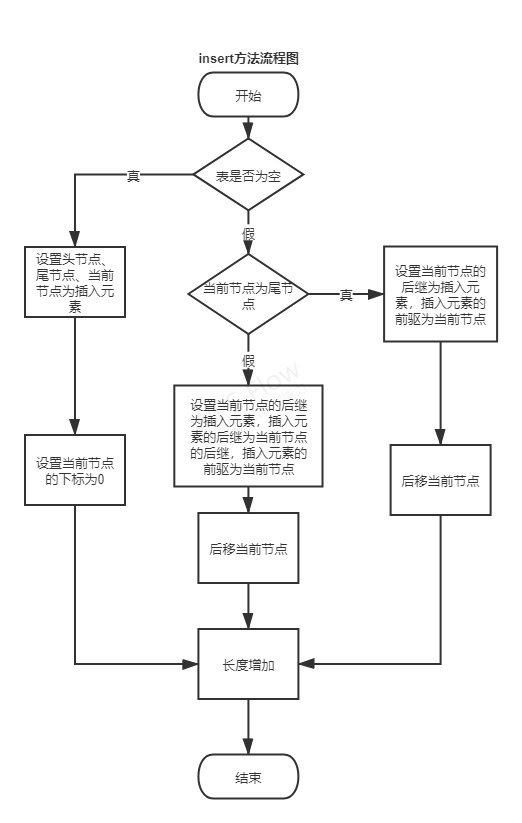 insert方法流程图
开始
表是否为空
真
假
设置头节点、
尾节点、当前
节点为插入元
素
当前节点为尾节
点
真
设置当前节点的
后继为插入元
素，插入元素的
前驱为当前节点
假
设置当前节点的后继
为插入元素，插入元
素的后继为当前节点
的后继，插入元素的
前驱为当前节点
设置当前节点
的下标为0
后移当前节点
后移当前节点
长度增加
结束